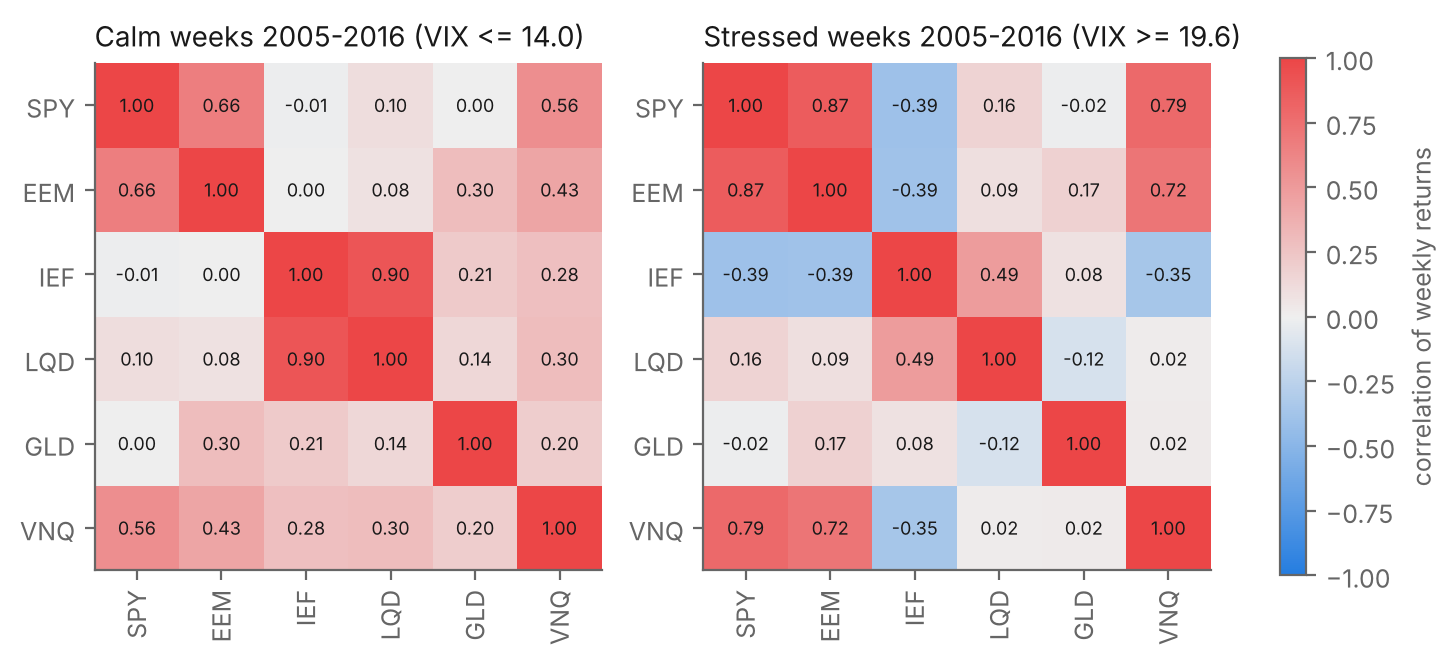 Calm weeks 2005-2016 (VIX <= 14.0)
SPY 1.00 0.66 -0.01 0.10 0.00 0.56
EEM 0.66 1.00 0.00 0.08 0.30 0.43
IEF -0.01 0.00 1.00 0.90 0.21 0.28
LQD 0.10 0.08 0.90 1.00 0.14 0.30
GLD 0.00 0.30 0.21 0.14 1.00 0.20
VNQ 0.56 0.43 0.28 0.30 0.20 1.00
SPY EEM IEF LQD GLD VNQ
Stressed weeks 2005-2016 (VIX >= 19.6)
SPY 1.00 0.87 -0.39 0.16 -0.02 0.79
EEM 0.87 1.00 -0.39 0.09 0.17 0.72
IEF -0.39 -0.39 1.00 0.49 0.08 -0.35
LQD 0.16 0.09 0.49 1.00 -0.12 0.02
GLD -0.02 0.17 0.08 -0.12 1.00 0.02
VNQ 0.79 0.72 -0.35 0.02 0.02 1.00
SPY EEM IEF LQD GLD VNQ
1.00
0.75
0.50
0.25
0.00
−0.25
−0.50
−0.75
−1.00
correlation of weekly returns